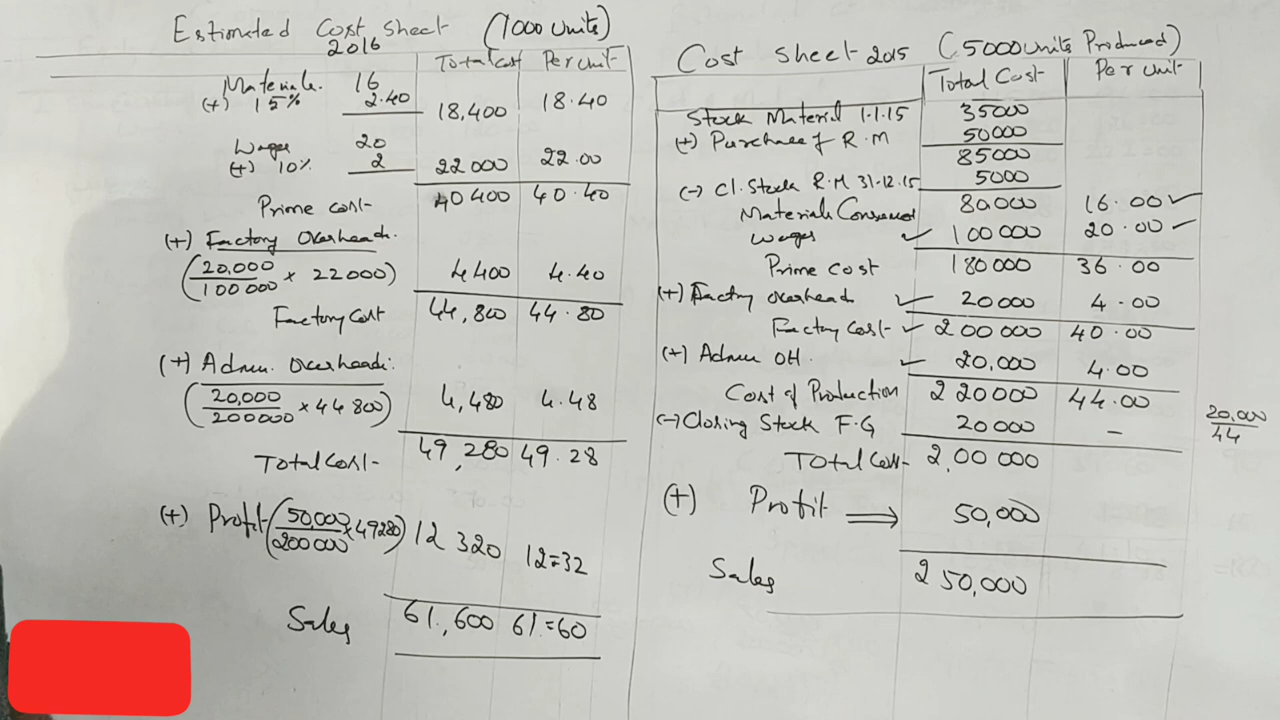 Estimated Cost Sheet (1000 units)
2016
Total Cost Per unit
Materials. 16
(+) 15% 2.40 18,400 18.40
Wages 20
(+) 10% 2 22000 22.00
Prime cost- 40400 40.40
(+) Factory Overhead.
(20,000/100000 × 22000) 4400 4.40
Factory Cost 44,800 44.80
(+) Admn. Overhead:
(20,000/200000 × 44800) 4,480 4.48
Total Cost- 49,280 49.28
(+) Profit (50,000/200000 × 49280) 12 320 12=32
Sales 61,600 61=60
Cost Sheet-2015 (5000 units Produced)
Total Cost- Per unit
Stock Material 1.1.15 35000
(+) Purchase of R.M 50000
85000
(-) Cl. Stock R.M 31.12.15 5000
Materials Consumed 80000 16.00 ✓
Wages ✓ 100000 20.00 ✓
Prime cost 180000 36.00
(+) Factory overhead ✓ 20000 4.00
Factory Cost- ✓ 200000 40.00
(+) Admn OH. ✓ 20,000 4.00
Cost of Production 220000 44.00
(-) Closing Stock F.G 20000 -
20,000/44
Total Cost- 2,00 000
(+) Profit ⟹ 50,000
Sales 2 50,000